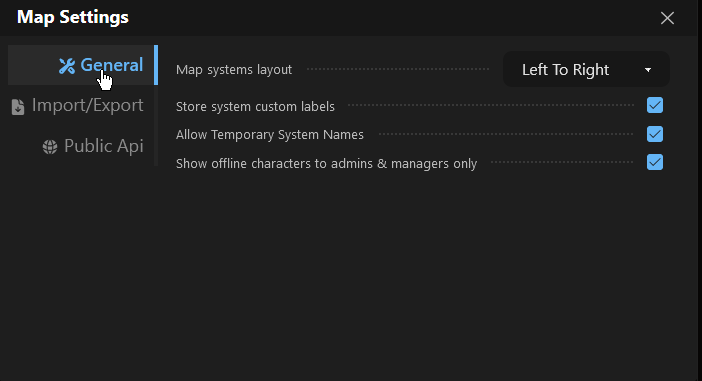 Map Settings
General
Import/Export
Public Api
Map systems layout
Left To Right
Store system custom labels
Allow Temporary System Names
Show offline characters to admins & managers only